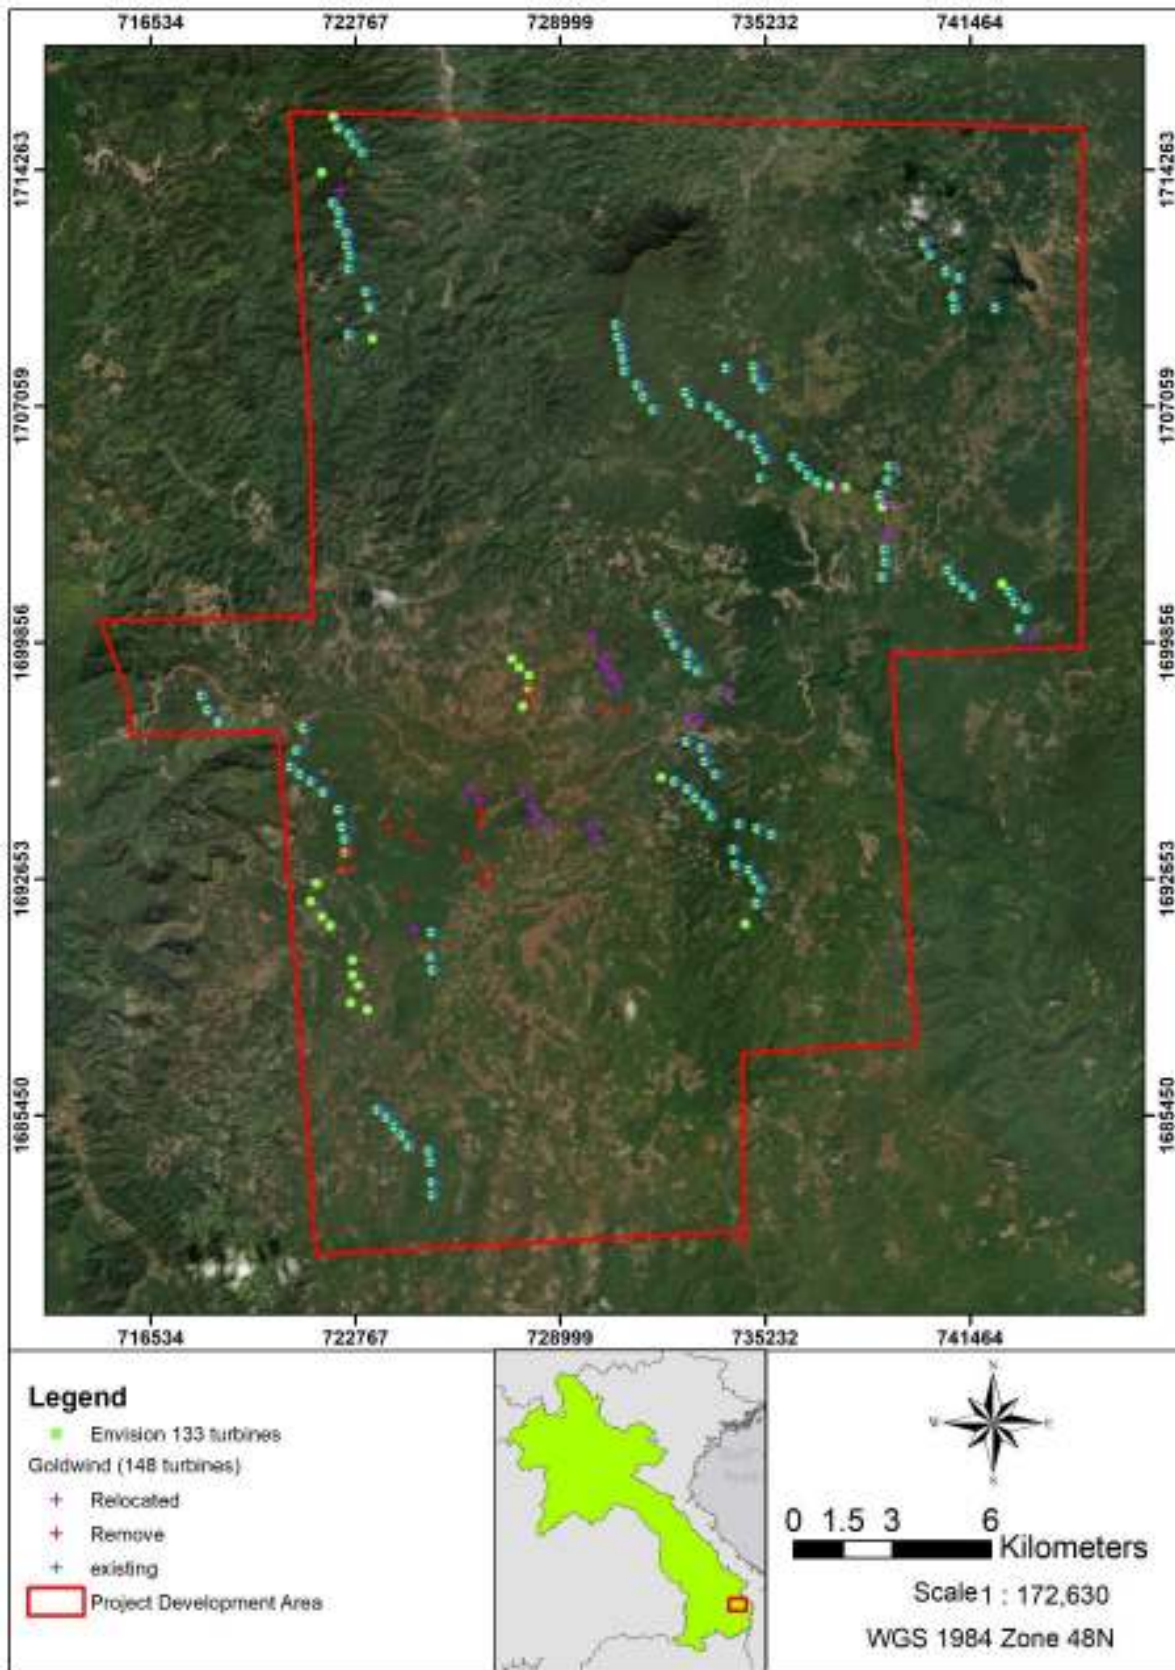 716534 722767 728999 735232 741464
1714263 1714263
1707059 1707059
1699856 1699856
1692653 1692653
1685450 1685450
716534 722767 728999 735232 741464
Legend
Envision 133 turbines
Goldwind (148 turbines)
Relocated
Remove
existing
Project Development Area
N
W E
S
0 1.5 3 6
Kilometers
Scale 1 : 172,630
WGS 1984 Zone 48N